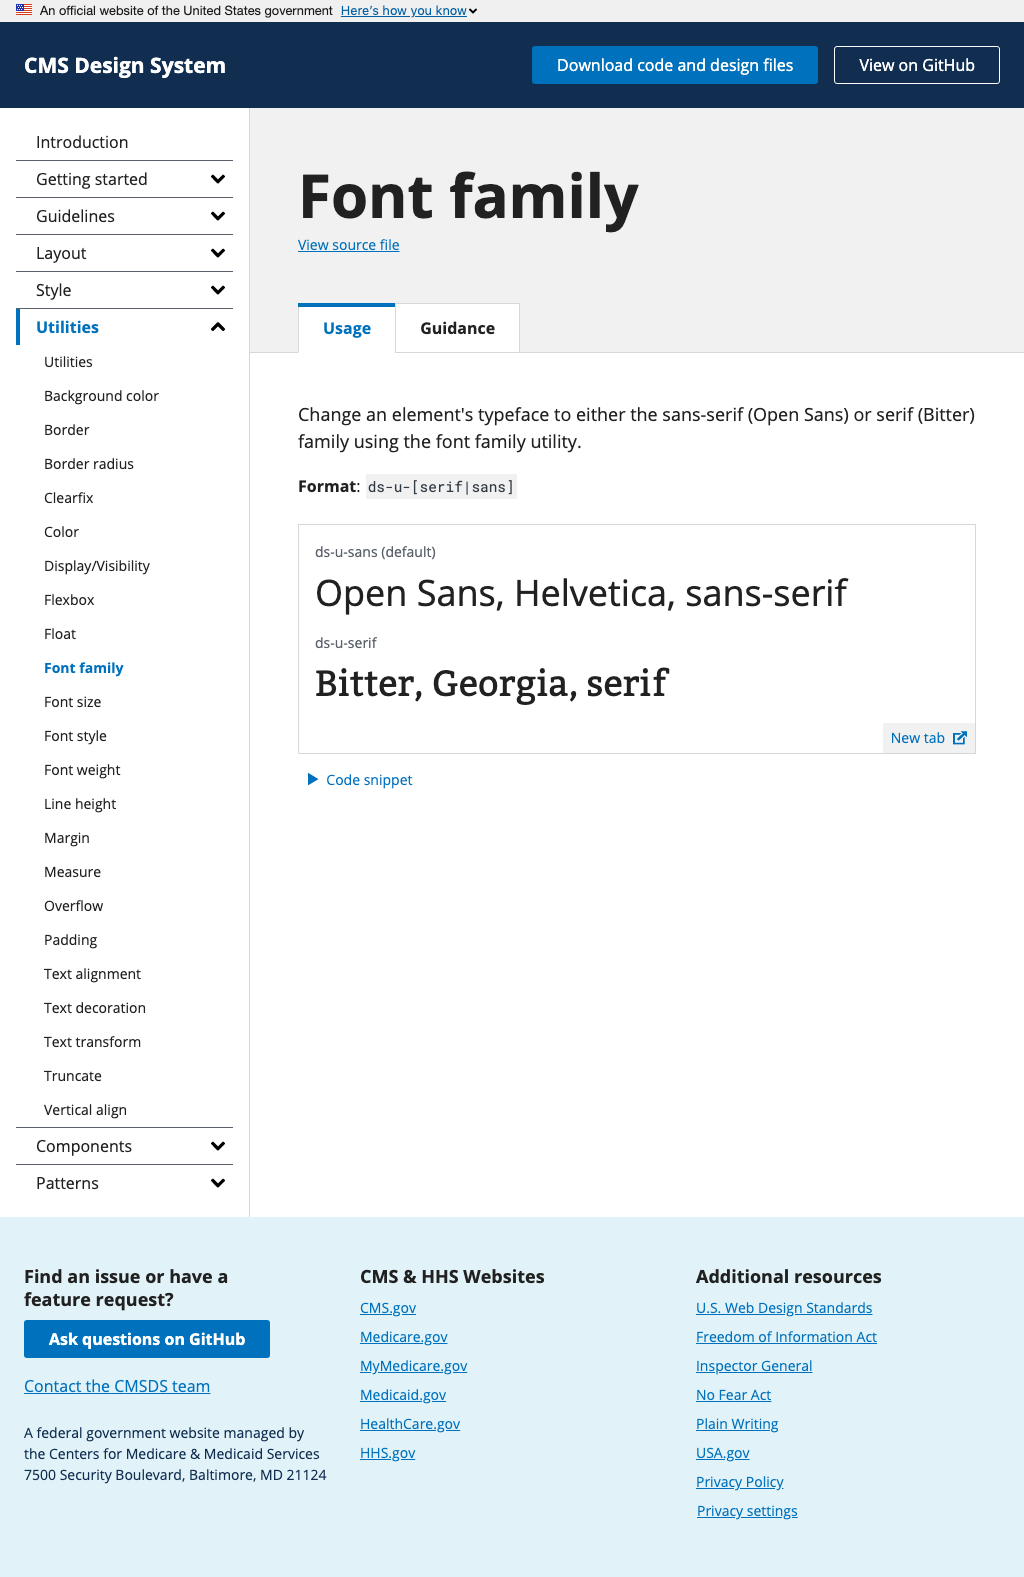 An official website of the United States government Here's how you know
CMS Design System
Download code and design files
View on GitHub
Introduction
Getting started
Guidelines
Layout
Style
Utilities
Utilities
Background color
Border
Border radius
Clearfix
Color
Display/Visibility
Flexbox
Float
Font family
Font size
Font style
Font weight
Line height
Margin
Measure
Overflow
Padding
Text alignment
Text decoration
Text transform
Truncate
Vertical align
Components
Patterns
Font family
View source file
Usage
Guidance
Change an element's typeface to either the sans-serif (Open Sans) or serif (Bitter)
family using the font family utility.
Format: ds-u-[serif|sans]
ds-u-sans (default)
Open Sans, Helvetica, sans-serif
ds-u-serif
Bitter, Georgia, serif
New tab
Code snippet
Find an issue or have a
feature request?
Ask questions on GitHub
Contact the CMSDS team
A federal government website managed by
the Centers for Medicare & Medicaid Services
7500 Security Boulevard, Baltimore, MD 21124
CMS & HHS Websites
CMS.gov
Medicare.gov
MyMedicare.gov
Medicaid.gov
HealthCare.gov
HHS.gov
Additional resources
U.S. Web Design Standards
Freedom of Information Act
Inspector General
No Fear Act
Plain Writing
USA.gov
Privacy Policy
Privacy settings